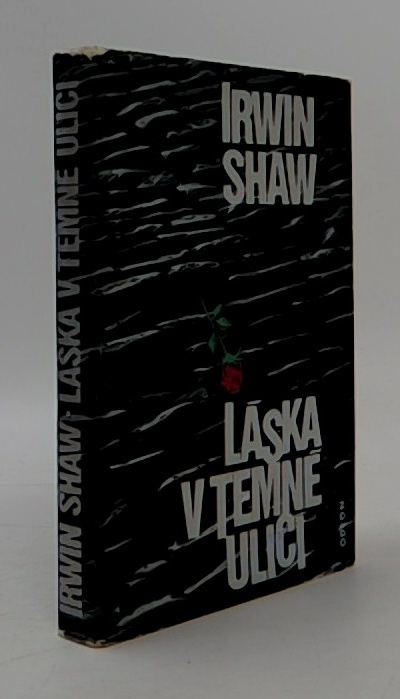 IRWIN SHAW · LÁSKA V TEMNÉ ULICI
IRWIN
SHAW
LÁSKA
V TEMNÉ
ULICI
ODEON